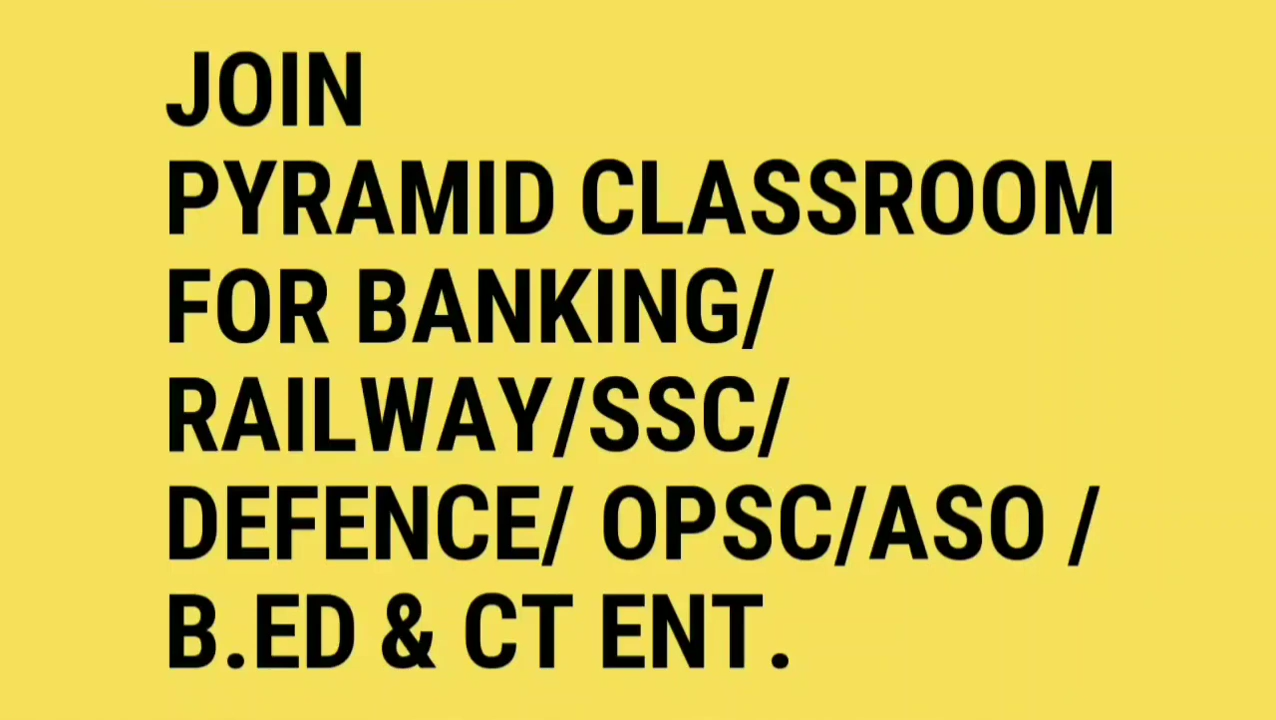 JOIN
PYRAMID CLASSROOM
FOR BANKING/
RAILWAY/SSC/
DEFENCE/ OPSC/ASO /
B.ED & CT ENT.